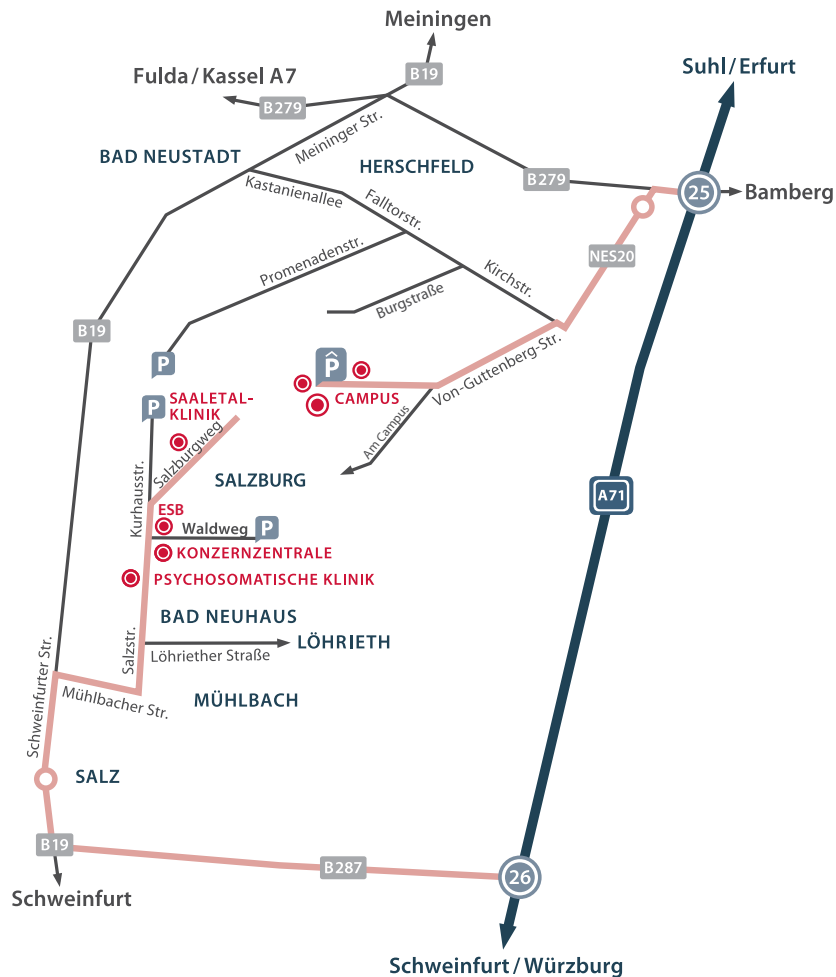 Meiningen
Fulda / Kassel A7
B19
Suhl / Erfurt
B279
Meininger Str.
BAD NEUSTADT
HERSCHFELD
Kastanienallee
B279
25
Bamberg
Falltorstr.
Promenadenstr.
NES20
Kirchstr.
Burgstraße
B19
P
P
Von-Guttenberg-Str.
SAALETAL-
KLINIK
P
CAMPUS
Am Campus
Salzburgweg
SALZBURG
Kurhausstr.
A71
ESB
Waldweg
P
KONZERNZENTRALE
PSYCHOSOMATISCHE KLINIK
BAD NEUHAUS
Salzstr.
LÖHRIETH
Löhriether Straße
Schweinfurter Str.
Mühlbacher Str.
MÜHLBACH
SALZ
B19
B287
26
Schweinfurt
Schweinfurt / Würzburg